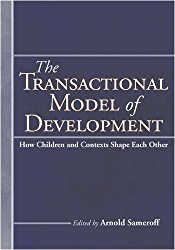 The
TRANSACTIONAL
MODEL of
DEVELOPMENT
How Children and Contexts Shape Each Other
Edited by Arnold Sameroff